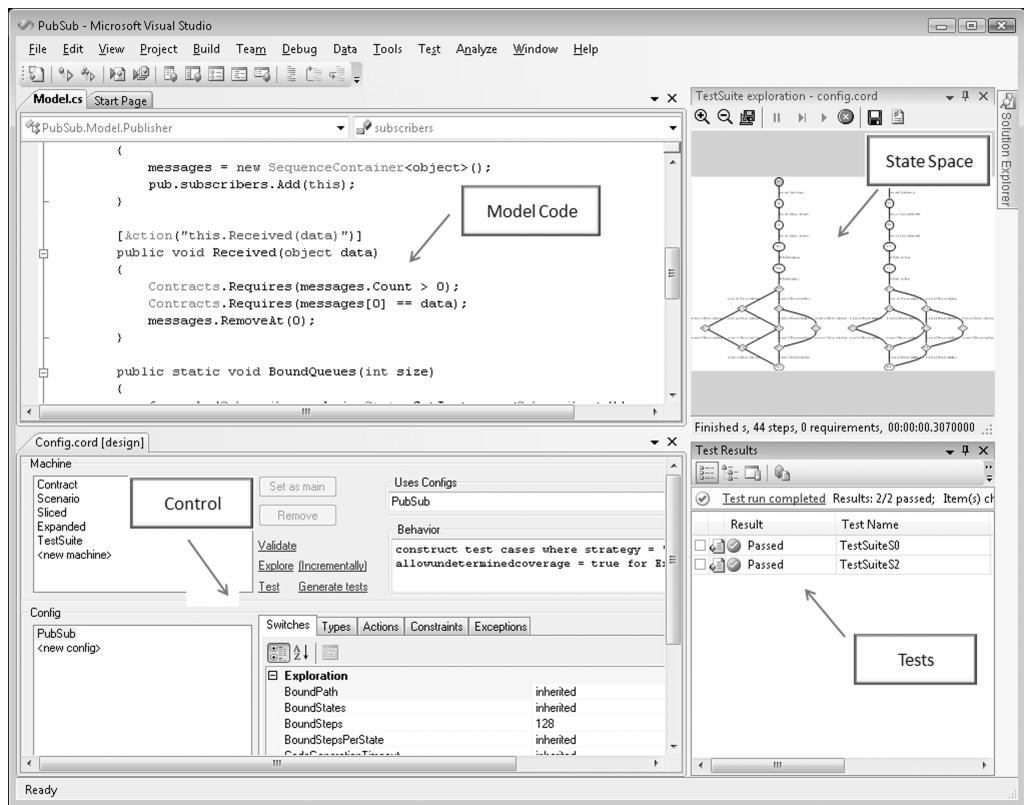 PubSub - Microsoft Visual Studio
File Edit View Project Build Team Debug Data Tools Test Analyze Window Help
Model.cs Start Page
PubSub.Model.Publisher subscribers
{
messages = new SequenceContainer<object>();
pub.subscribers.Add(this);
}
[Action("this.Received(data)")]
public void Received(object data)
{
Contracts.Requires(messages.Count > 0);
Contracts.Requires(messages[0] == data);
messages.RemoveAt(0);
}
public static void BoundQueues(int size)
{
Model Code
TestSuite exploration - config.cord
State Space
Finished s, 44 steps, 0 requirements, 00:00:00.3070000
Solution Explorer
Config.cord [design]
Machine
Contract
Scenario
Sliced
Expanded
TestSuite
<new machine>
Control
Set as main
Remove
Validate
Explore (Incrementally)
Test Generate tests
Uses Configs
PubSub
Behavior
construct test cases where strategy = "
allowundeterminedcoverage = true for
Config
PubSub
<new config>
Switches Types Actions Constraints Exceptions
Exploration
BoundPath inherited
BoundStates inherited
BoundSteps 128
BoundStepsPerState inherited
Test Results
Test run completed Results: 2/2 passed; Item(s)
Result Test Name
Passed TestSuiteS0
Passed TestSuiteS2
Tests
Ready